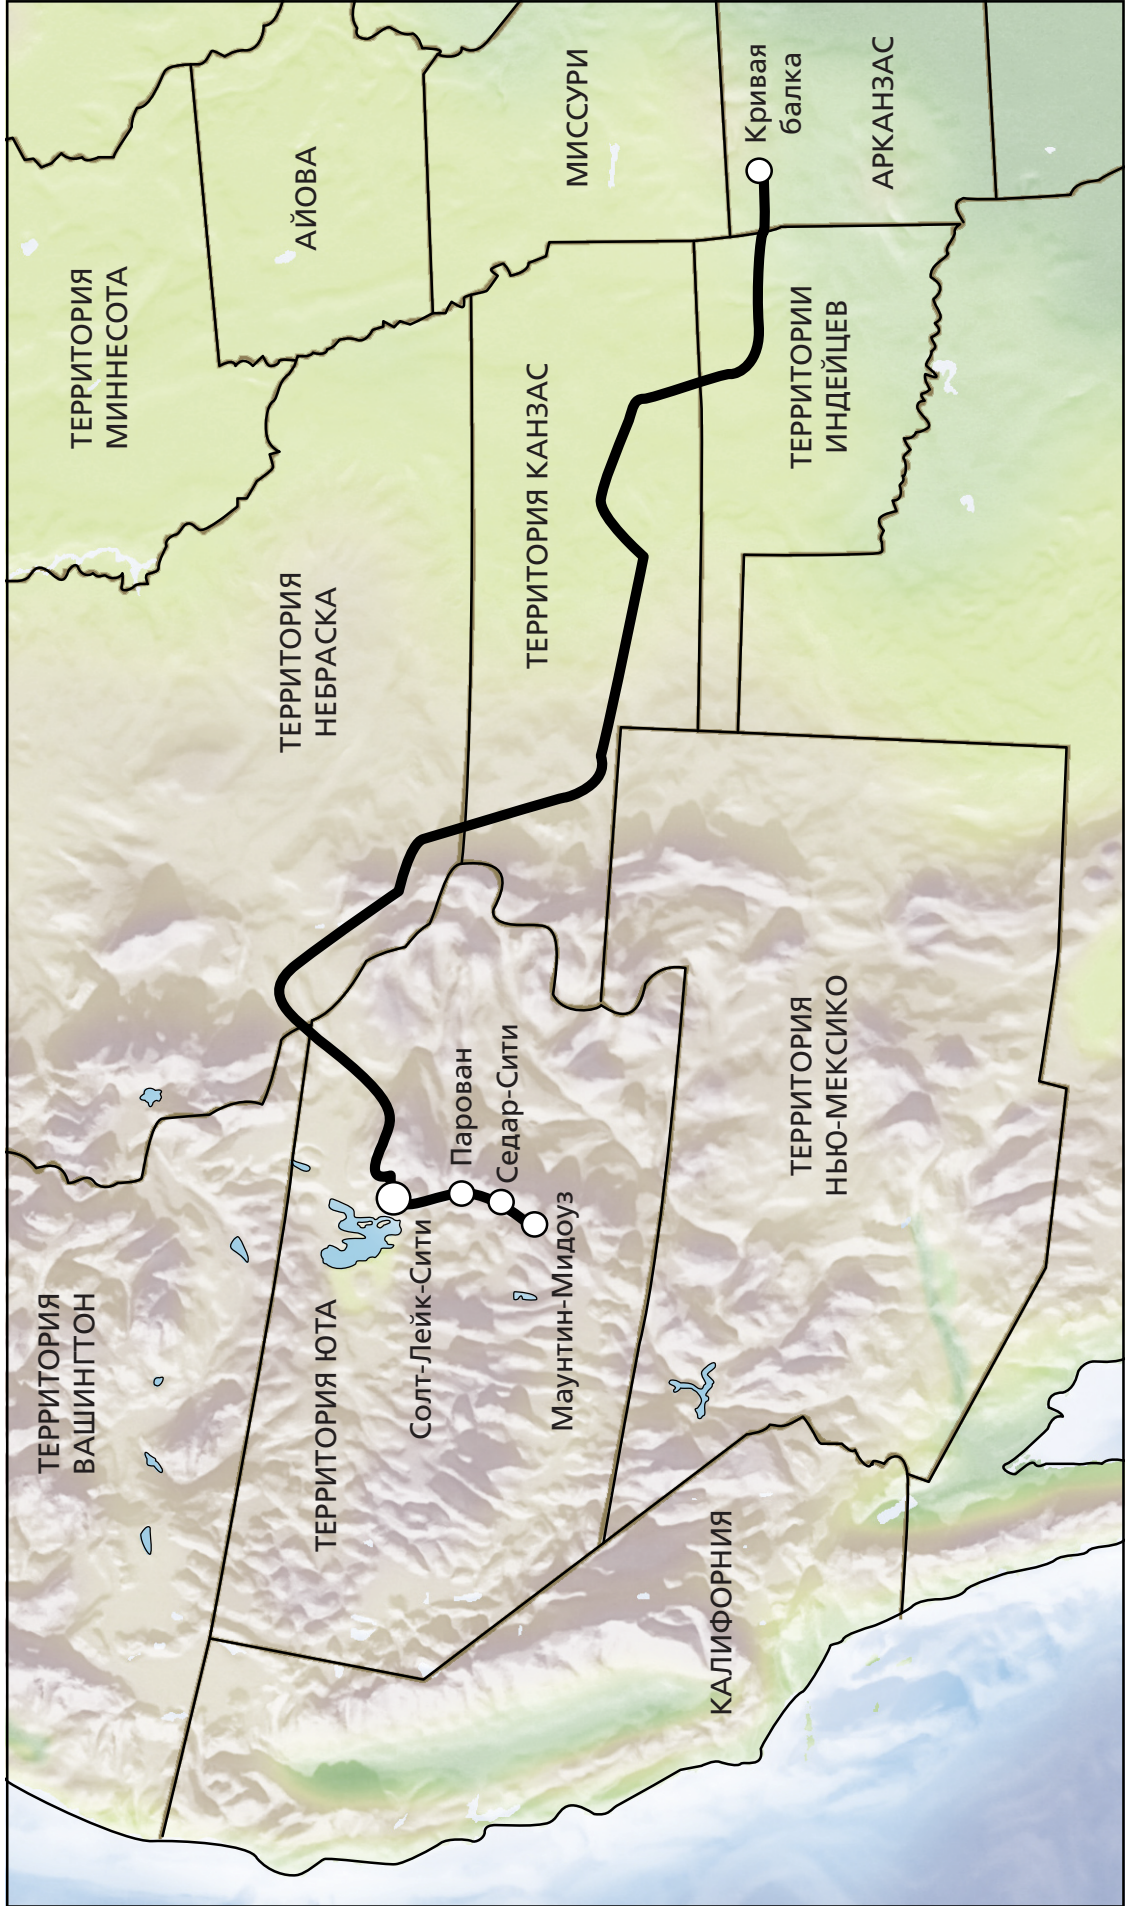 ТЕРРИТОРИЯ
ВАШИНГТОН
ТЕРРИТОРИЯ
МИННЕСОТА
АЙОВА
ТЕРРИТОРИЯ
НЕБРАСКА
ТЕРРИТОРИЯ ЮТА
Солт-Лейк-Сити
Парован
Седар-Сити
Маунтин-Мидоуз
ТЕРРИТОРИЯ КАНЗАС
МИССУРИ
Кривая
балка
АРКАНЗАС
ТЕРРИТОРИИ
ИНДЕЙЦЕВ
ТЕРРИТОРИЯ
НЬЮ-МЕКСИКО
КАЛИФОРНИЯ